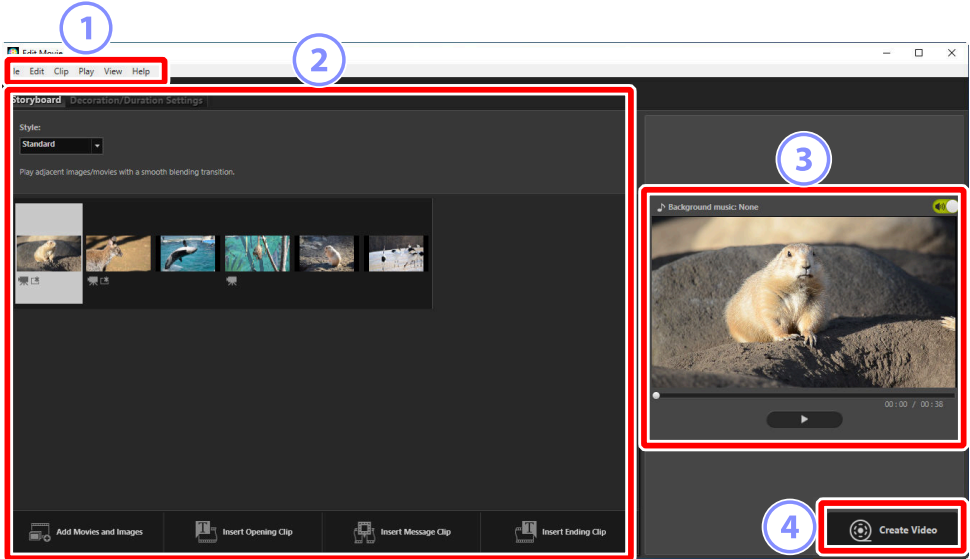 1
Edit Movie
le Edit Clip Play View Help
2
Storyboard Decoration/Duration Settings
Style:
Standard
Play adjacent images/movies with a smooth blending transition.
3
Background music: None
00:00 / 00:38
Add Movies and Images
Insert Opening Clip
Insert Message Clip
Insert Ending Clip
4
Create Video